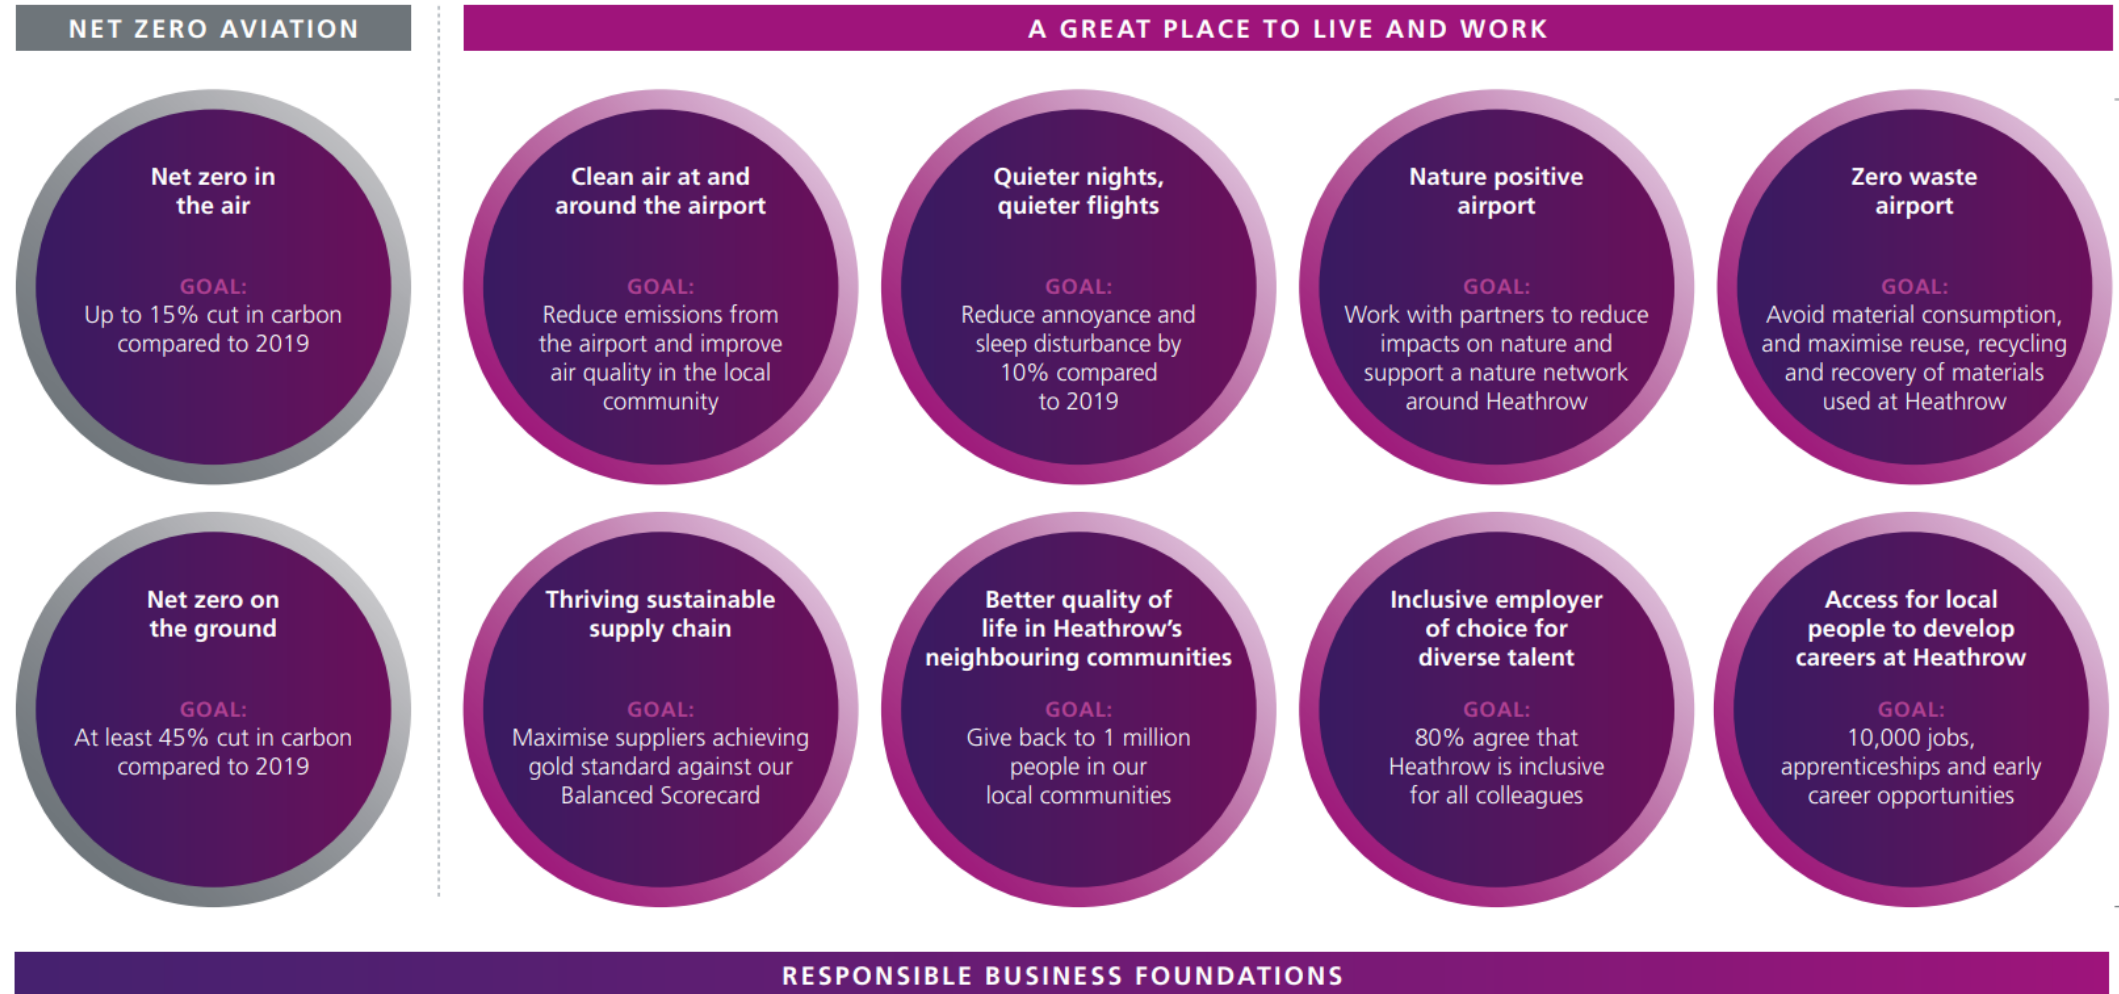 NET ZERO AVIATION
A GREAT PLACE TO LIVE AND WORK
Net zero in
the air
GOAL:
Up to 15% cut in carbon
compared to 2019
Clean air at and
around the airport
GOAL:
Reduce emissions from
the airport and improve
air quality in the local
community
Quieter nights,
quieter flights
GOAL:
Reduce annoyance and
sleep disturbance by
10% compared
to 2019
Nature positive
airport
GOAL:
Work with partners to reduce
impacts on nature and
support a nature network
around Heathrow
Zero waste
airport
GOAL:
Avoid material consumption,
and maximise reuse, recycling
and recovery of materials
used at Heathrow
Net zero on
the ground
GOAL:
At least 45% cut in carbon
compared to 2019
Thriving sustainable
supply chain
GOAL:
Maximise suppliers achieving
gold standard against our
Balanced Scorecard
Better quality of
life in Heathrow's
neighbouring communities
GOAL:
Give back to 1 million
people in our
local communities
Inclusive employer
of choice for
diverse talent
GOAL:
80% agree that
Heathrow is inclusive
for all colleagues
Access for local
people to develop
careers at Heathrow
GOAL:
10,000 jobs,
apprenticeships and early
career opportunities
RESPONSIBLE BUSINESS FOUNDATIONS